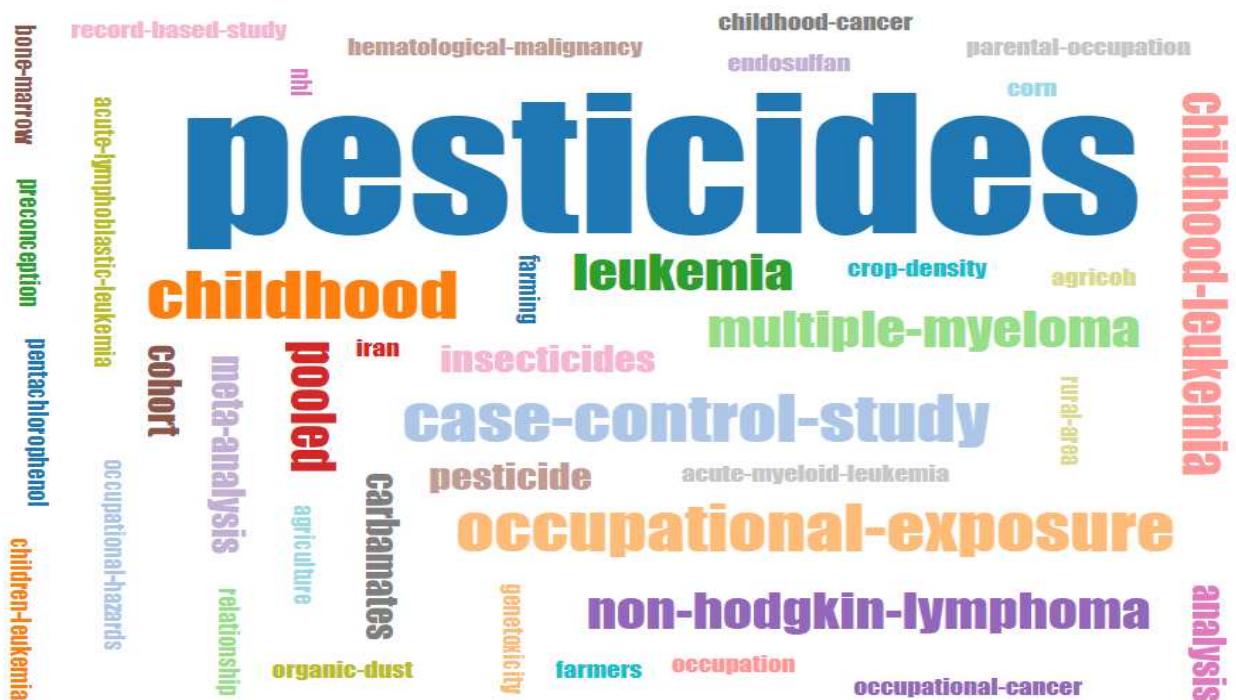 record-based-study
childhood-cancer
hematological-malignancy
parental-occupation
endosulfan
bone-marrow
nhl
corn
pesticides
childhood-leukemia
acute-lymphoblastic-leukemia
preconception
farming
leukemia
crop-density
agricoh
childhood
multiple-myeloma
pentachlorophenol
cohort
meta-analysis
pooled
iran
insecticides
rural-area
case-control-study
occupational-hazards
pesticide
acute-myeloid-leukemia
carbamates
agriculture
occupational-exposure
children-leukemia
relationship
genotoxicity
non-hodgkin-lymphoma
analysis
organic-dust
farmers
occupation
occupational-cancer